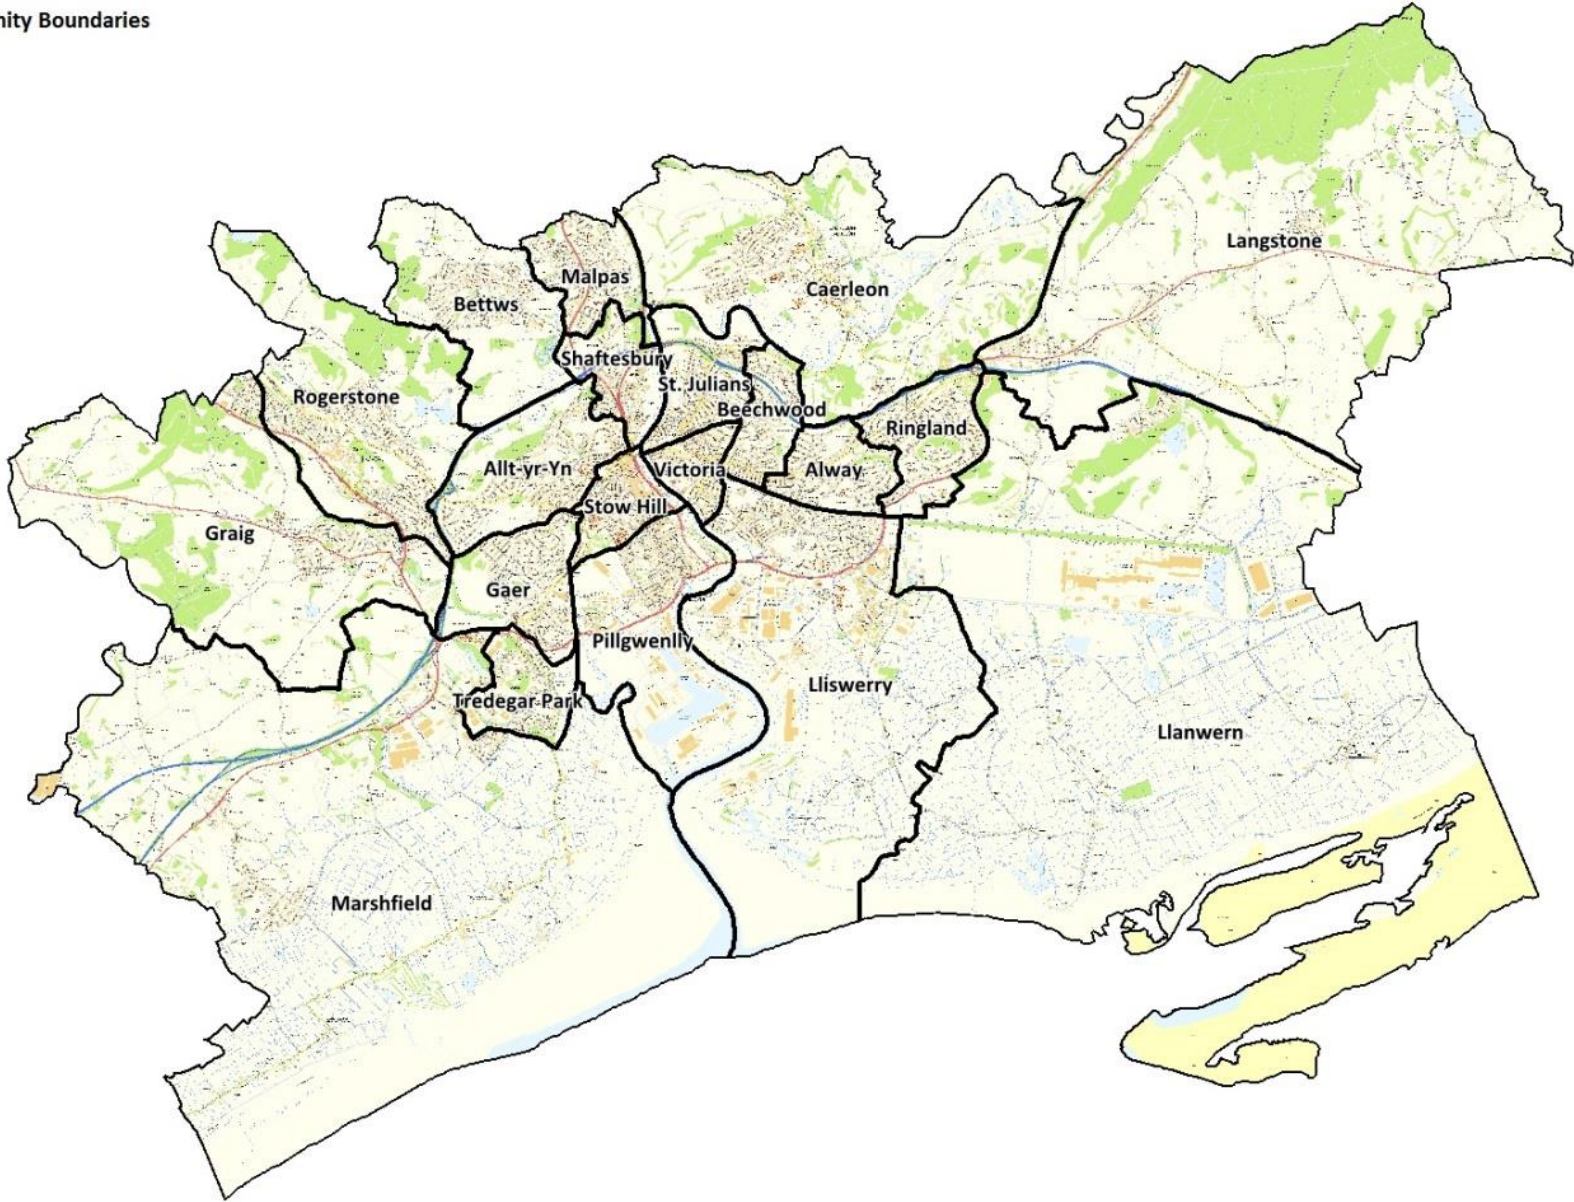 nity Boundaries
Langstone
Malpas
Caerleon
Bettws
Shaftesbury
St. Julians
Rogerstone
Beechwood
Ringland
Allt-yr-Yn
Victoria
Alway
Stow Hill
Graig
Gaer
Pillgwenlly
Lliswerry
Tredegar Park
Llanwern
Marshfield